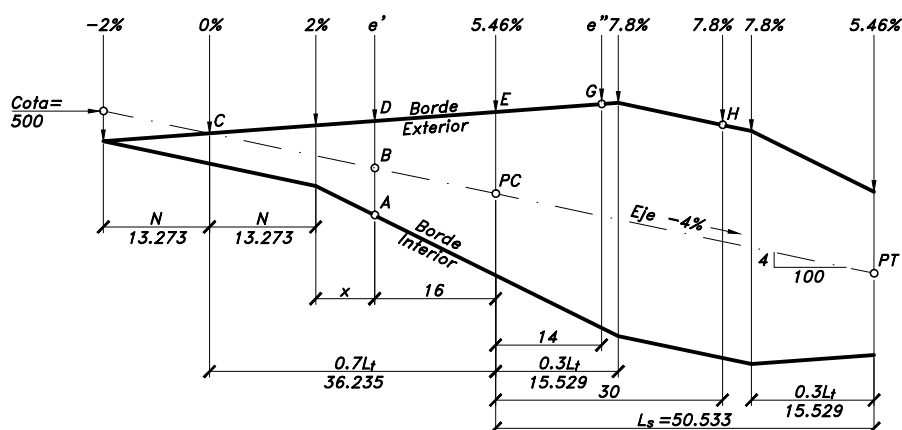 -2% 0% 2% e' 5.46% e" 7.8% 7.8% 7.8% 5.46%
Cota=
500
C
D
E
Borde
Exterior
G
H
B
A
PC
Eje -4%
Borde
Interior
4
100
PT
N
13.273
N
13.273
x
16
14
0.7Lt
36.235
0.3Lt
15.529
30
0.3Lt
15.529
Ls =50.533